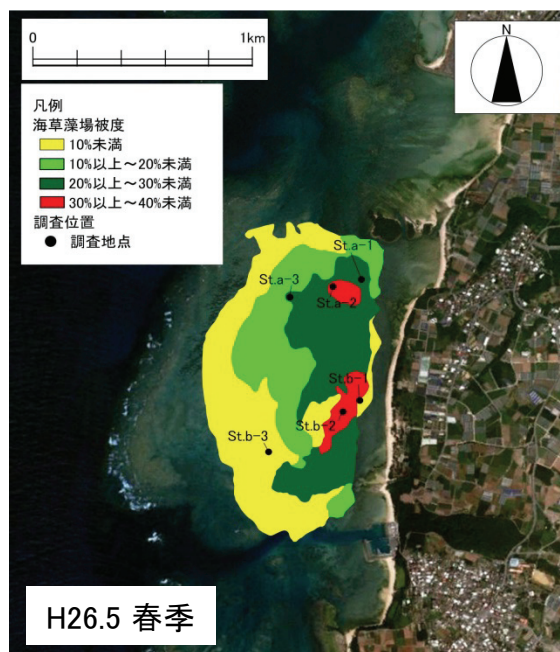 0 1km
N
凡例
海草藻場被度
10%未満
10%以上～20%未満
20%以上～30%未満
30%以上～40%未満
調査位置
調査地点
St.a-1
St.a-3
St.a-2
St.b-1
St.b-2
St.b-3
H26.5 春季